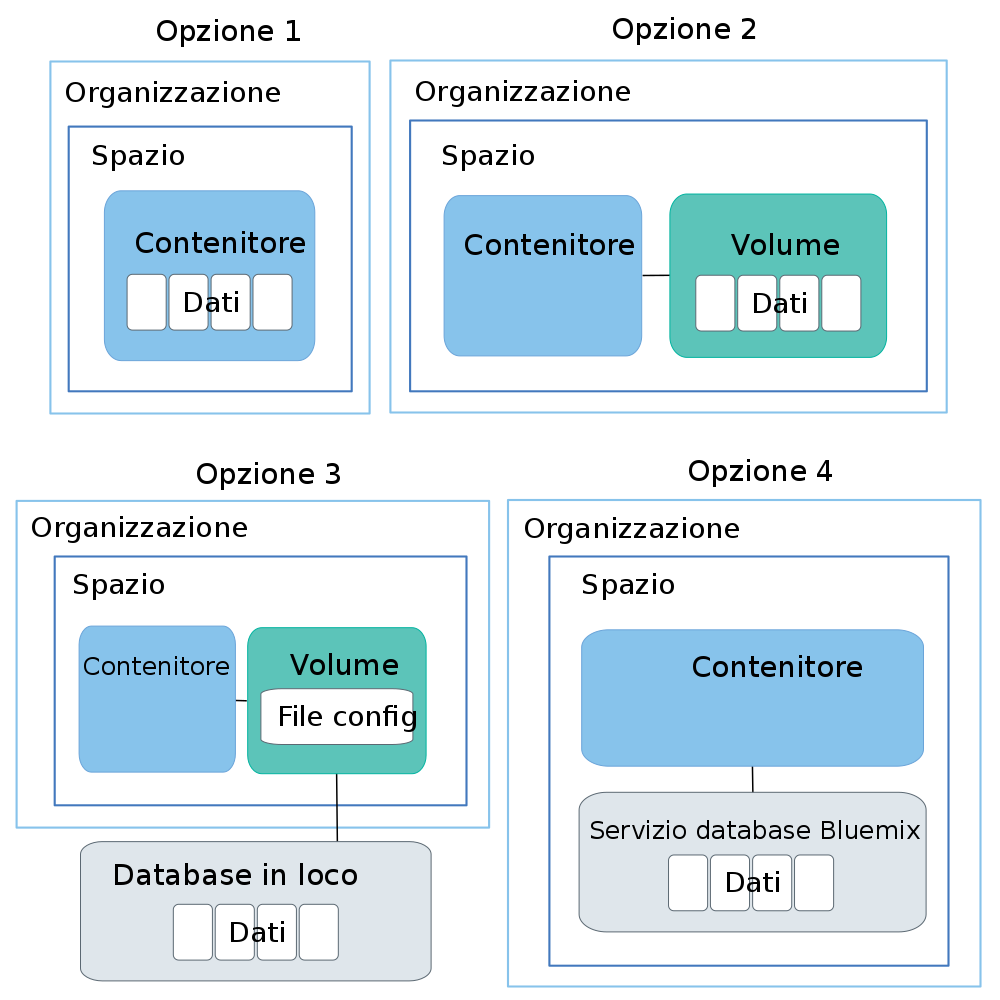 Opzione 1
Organizzazione
Spazio
Contenitore
Dati
Opzione 2
Organizzazione
Spazio
Contenitore
Volume
Dati
Opzione 3
Organizzazione
Spazio
Contenitore
Volume
File config
Database in loco
Dati
Opzione 4
Organizzazione
Spazio
Contenitore
Servizio database Bluemix
Dati